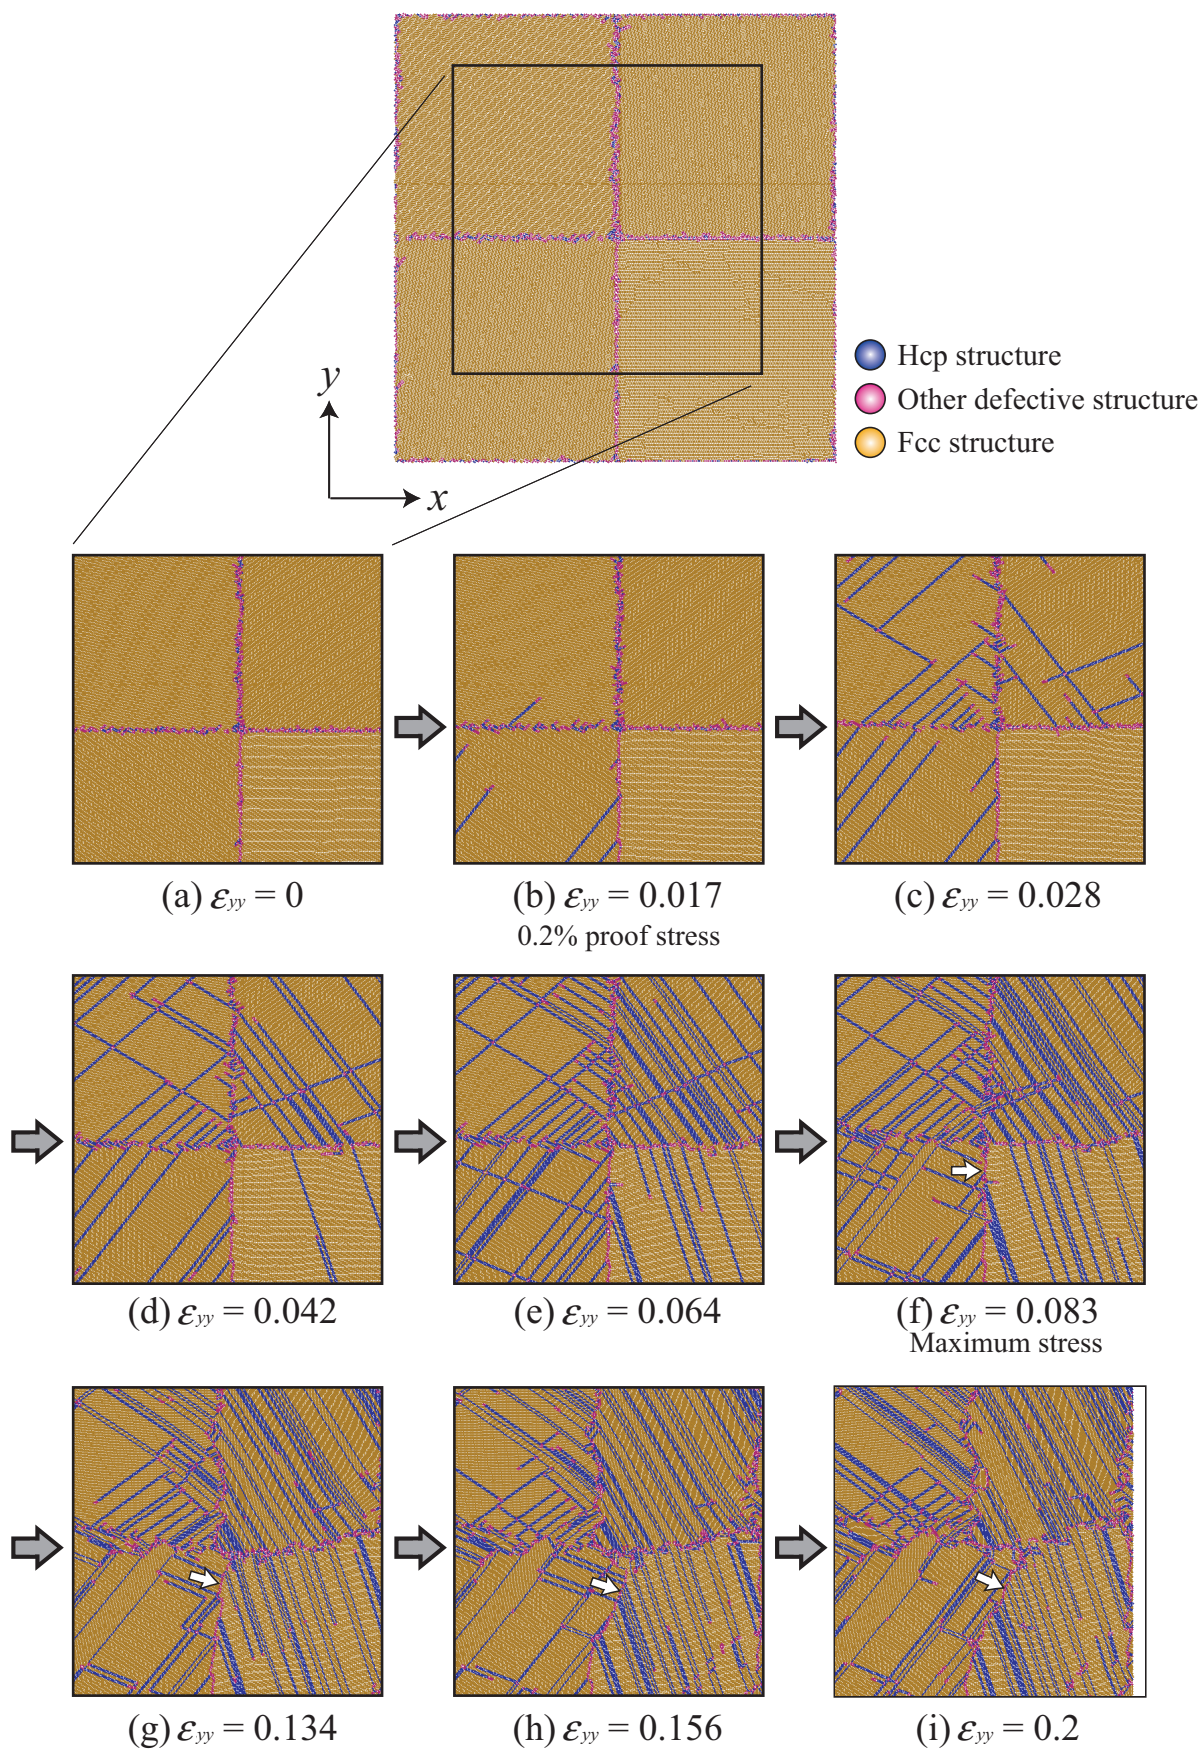 Hcp structure
y
Other defective structure
Fcc structure
x
(a) εyy = 0
(b) εyy = 0.017
(c) εyy = 0.028
0.2% proof stress
(d) εyy = 0.042
(e) εyy = 0.064
(f) εyy = 0.083
Maximum stress
(g) εyy = 0.134
(h) εyy = 0.156
(i) εyy = 0.2